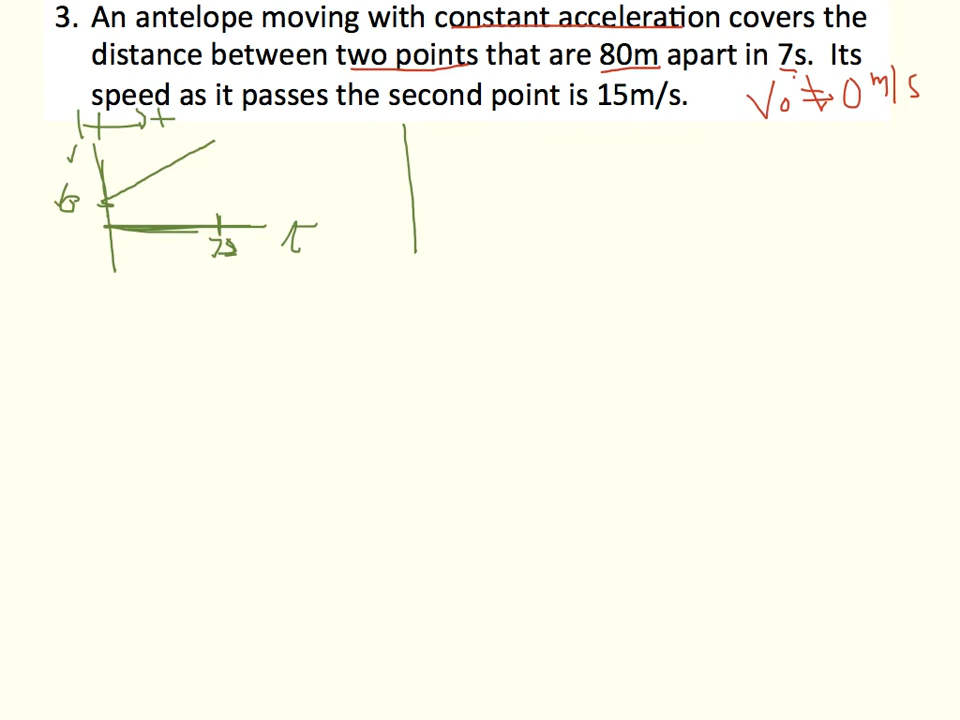 3. An antelope moving with constant acceleration covers the
distance between two points that are 80m apart in 7s. Its
speed as it passes the second point is 15m/s.
V₀ ≠ 0 m/s
+
v
v₀
7s
t